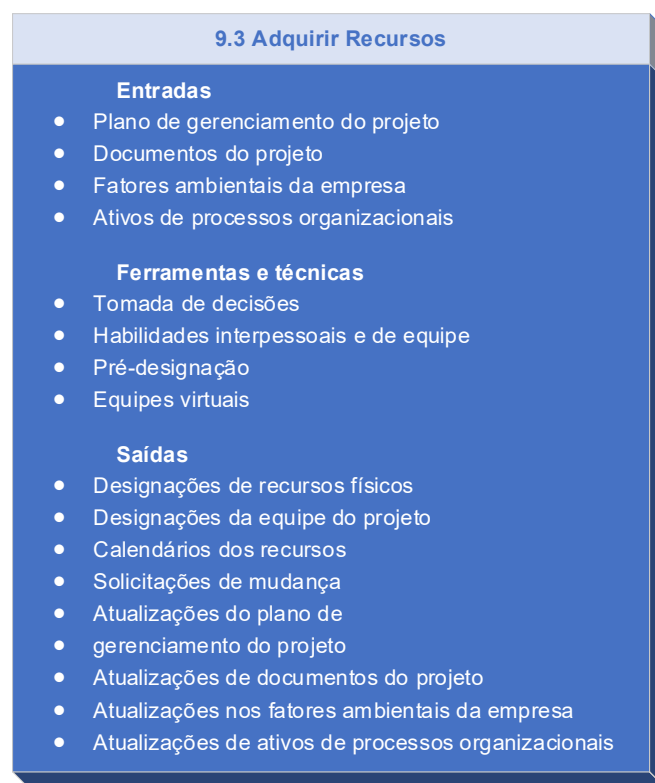 9.3 Adquirir Recursos
Entradas
● Plano de gerenciamento do projeto
● Documentos do projeto
● Fatores ambientais da empresa
● Ativos de processos organizacionais
Ferramentas e técnicas
● Tomada de decisões
● Habilidades interpessoais e de equipe
● Pré-designação
● Equipes virtuais
Saídas
● Designações de recursos físicos
● Designações da equipe do projeto
● Calendários dos recursos
● Solicitações de mudança
● Atualizações do plano de
● gerenciamento do projeto
● Atualizações de documentos do projeto
● Atualizações nos fatores ambientais da empresa
● Atualizações de ativos de processos organizacionais